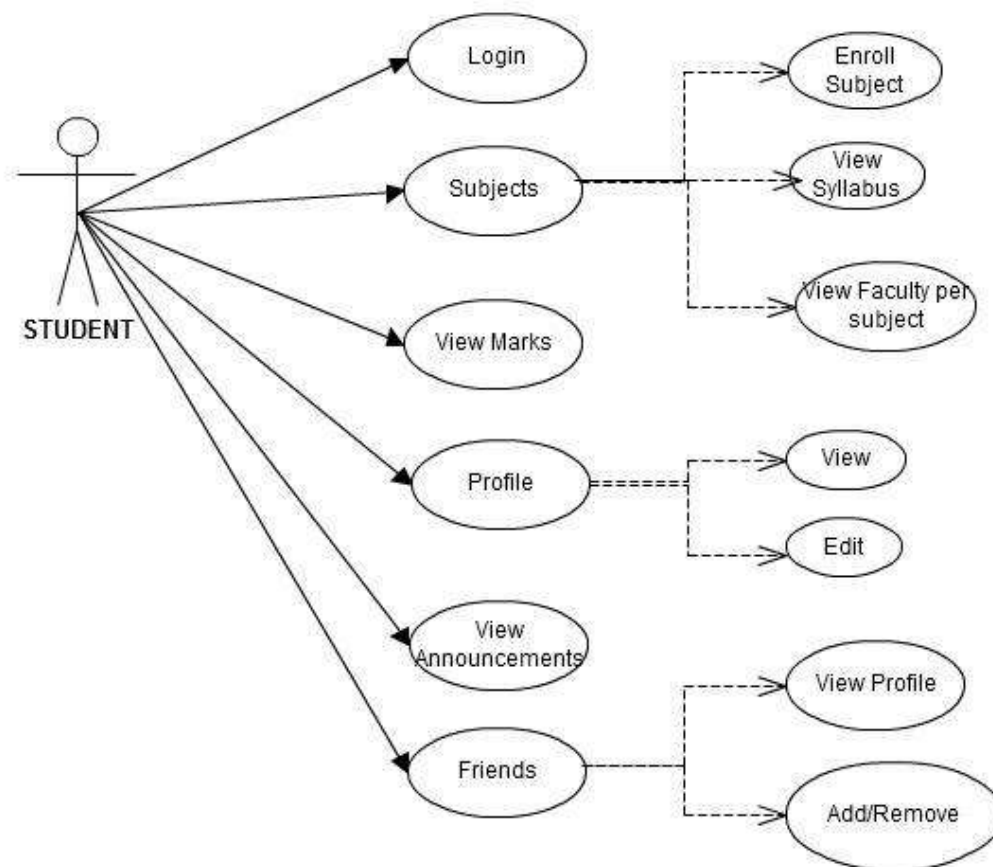 Login
Enroll
Subject
Subjects
View
Syllabus
View Faculty per
subject
STUDENT
View Marks
Profile
View
Edit
View
Announcements
View Profile
Friends
Add/Remove